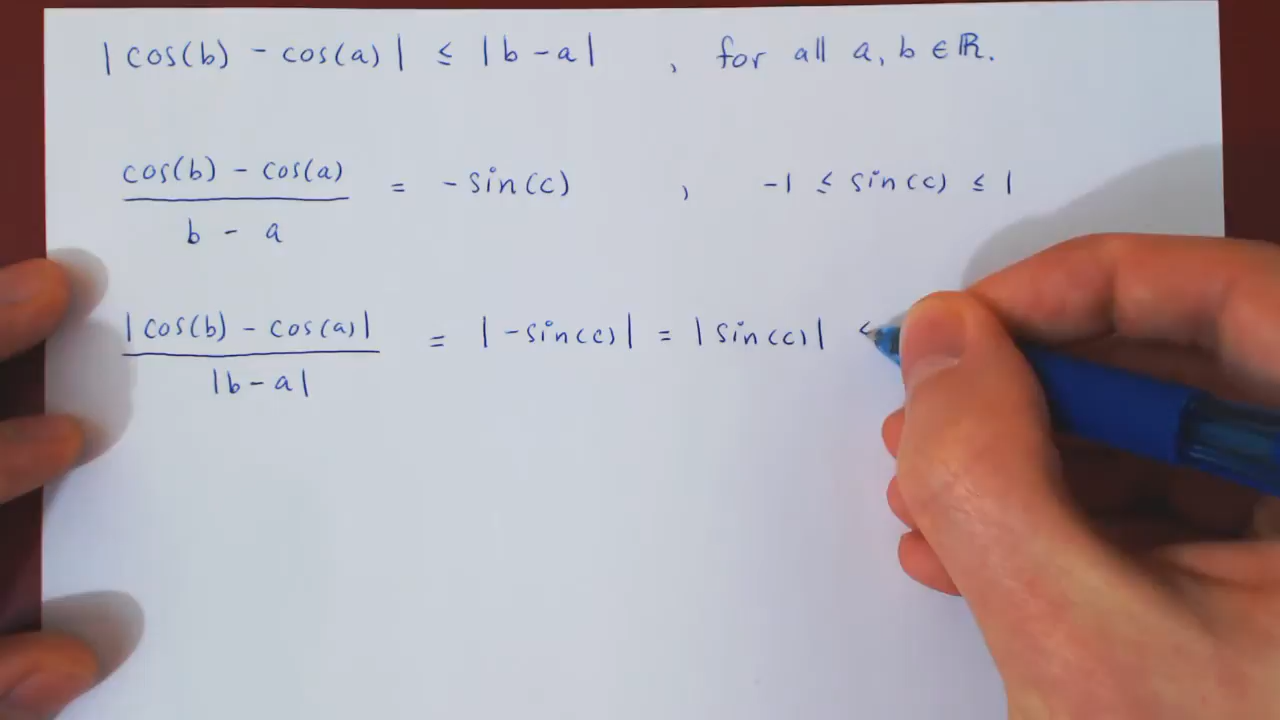 |cos(b) - cos(a)| ≤ |b - a| , for all a, b ∈ ℝ.
cos(b) - cos(a)
b - a
= - sin(c) , -1 ≤ sin(c) ≤ 1
|cos(b) - cos(a)|
|b - a|
= |-sin(c)| = |sin(c)| <